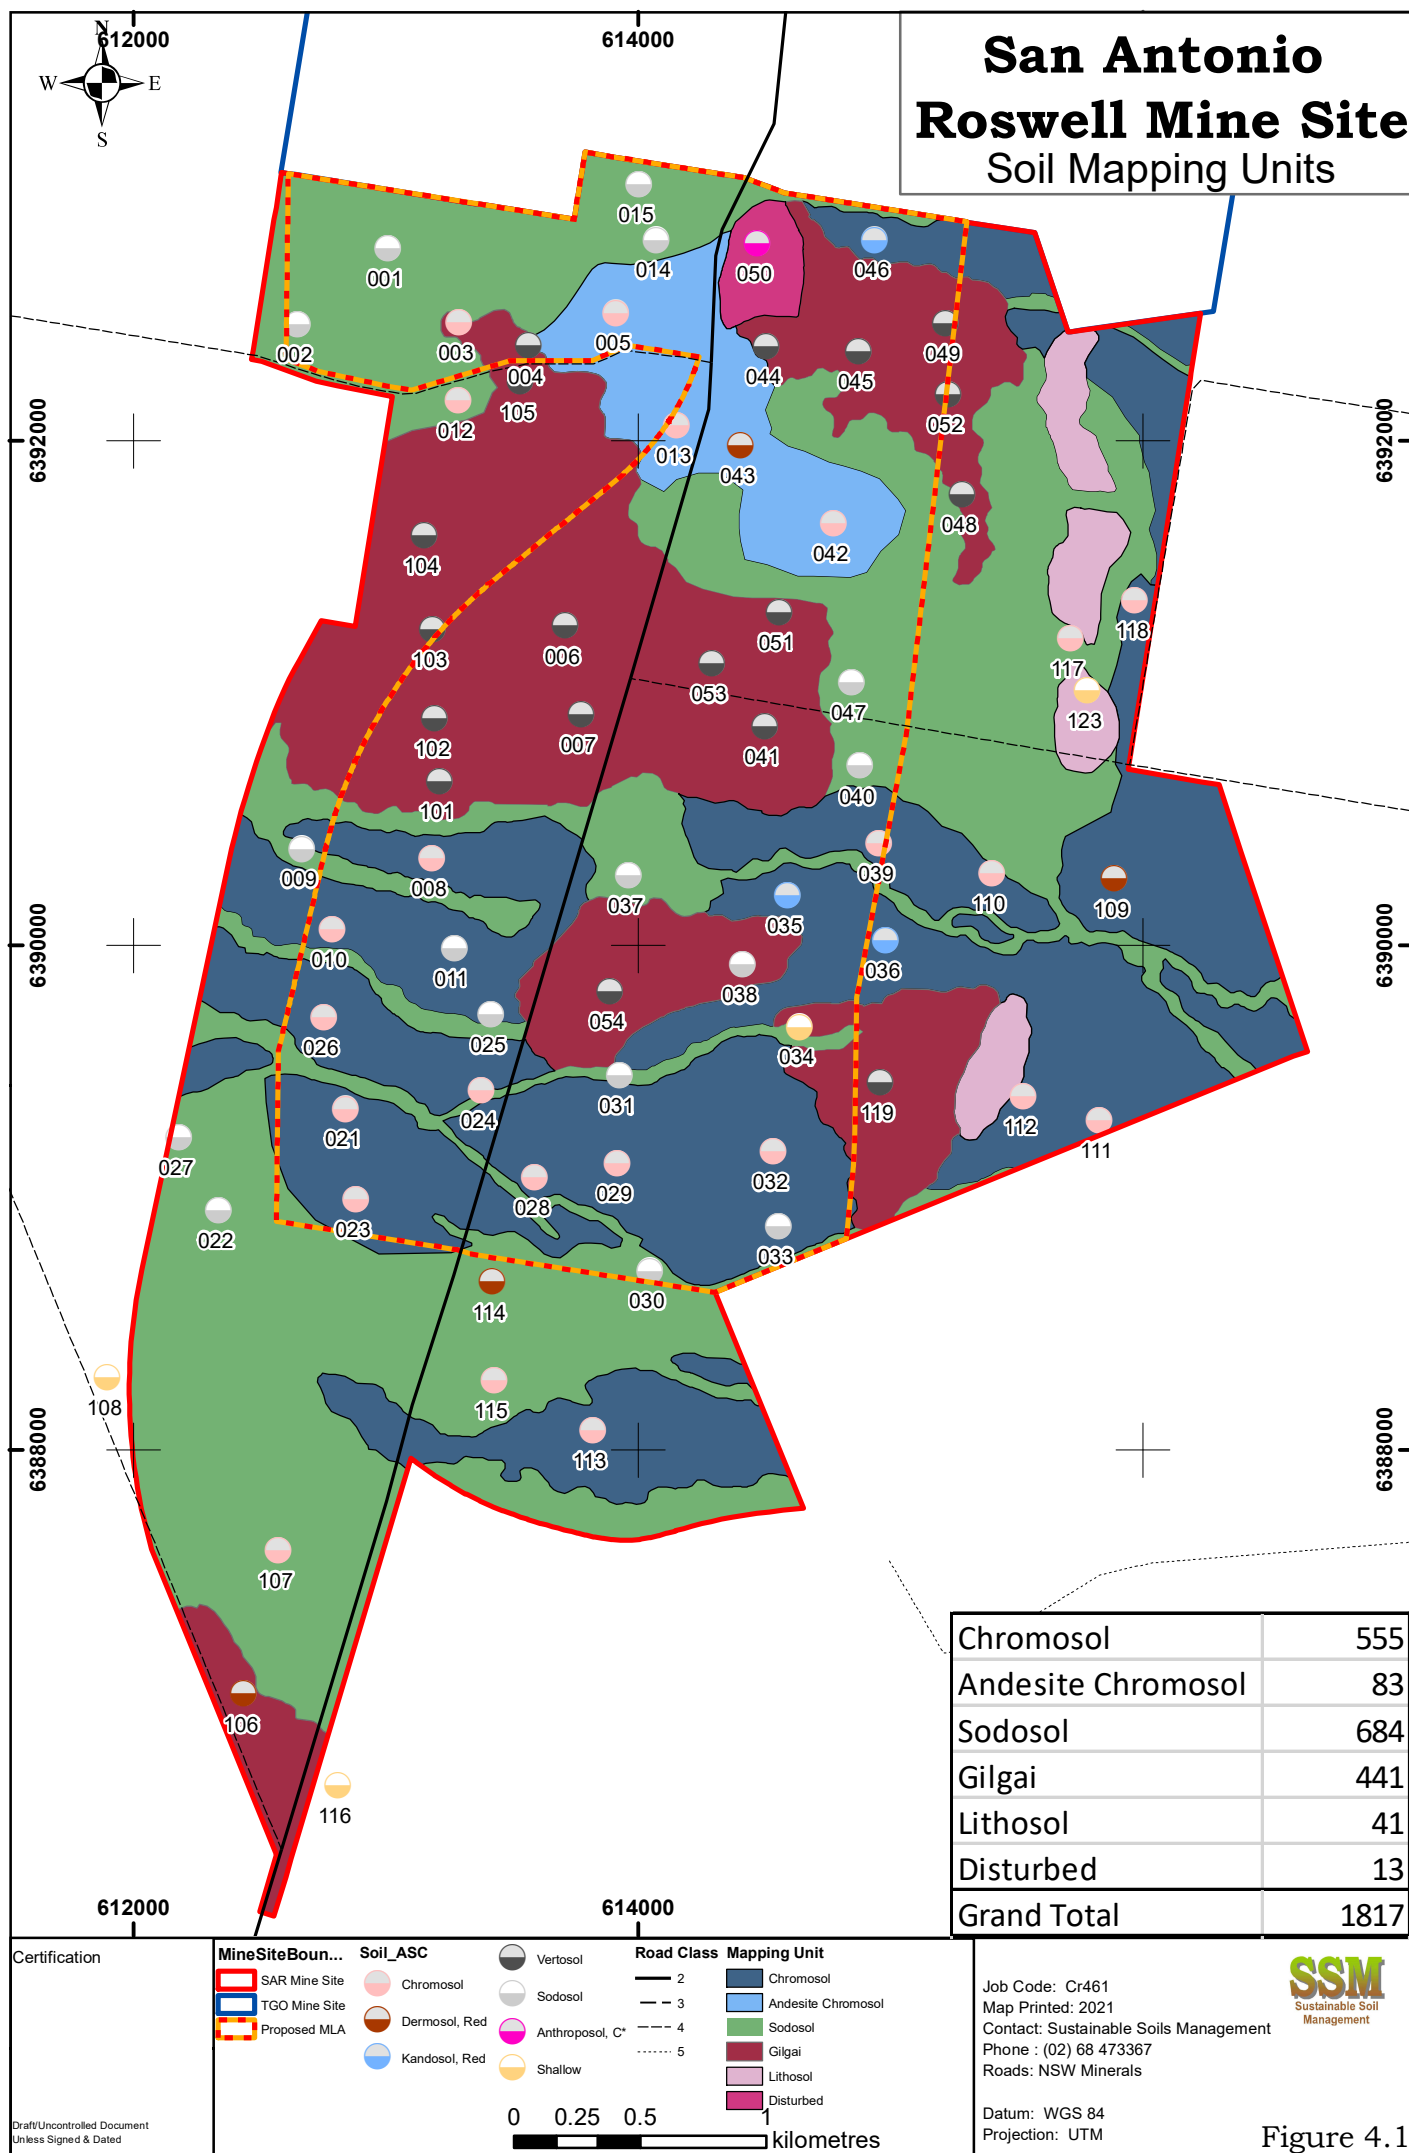 San Antonio
Roswell Mine Site
Soil Mapping Units
N
W E
S
612000
614000
6392000
6392000
6390000
6390000
6388000
6388000
612000
614000
015
014
001
050
046
002
003
005
004
044
045
049
105
012
052
013
043
048
042
104
118
103
006
051
117
053
047
123
102
007
041
101
040
009
008
039
037
110
109
035
010
011
036
038
054
026
025
034
024
031
119
021
112
111
027
028
029
032
023
022
033
030
114
108
115
113
107
106
116
Chromosol 555
Andesite Chromosol 83
Sodosol 684
Gilgai 441
Lithosol 41
Disturbed 13
Grand Total 1817
Certification
Draft/Uncontrolled Document
Unless Signed & Dated
MineSiteBoun...
SAR Mine Site
TGO Mine Site
Proposed MLA
Soil_ASC
Chromosol
Dermosol, Red
Kandosol, Red
Vertosol
Sodosol
Anthroposol, C*
Shallow
Road Class
2
3
4
5
Mapping Unit
Chromosol
Andesite Chromosol
Sodosol
Gilgai
Lithosol
Disturbed
0 0.25 0.5 1
kilometres
Job Code: Cr461
Map Printed: 2021
Contact: Sustainable Soils Management
Phone : (02) 68 473367
Roads: NSW Minerals
Datum: WGS 84
Projection: UTM
SSM
Sustainable Soil
Management
Figure 4.1